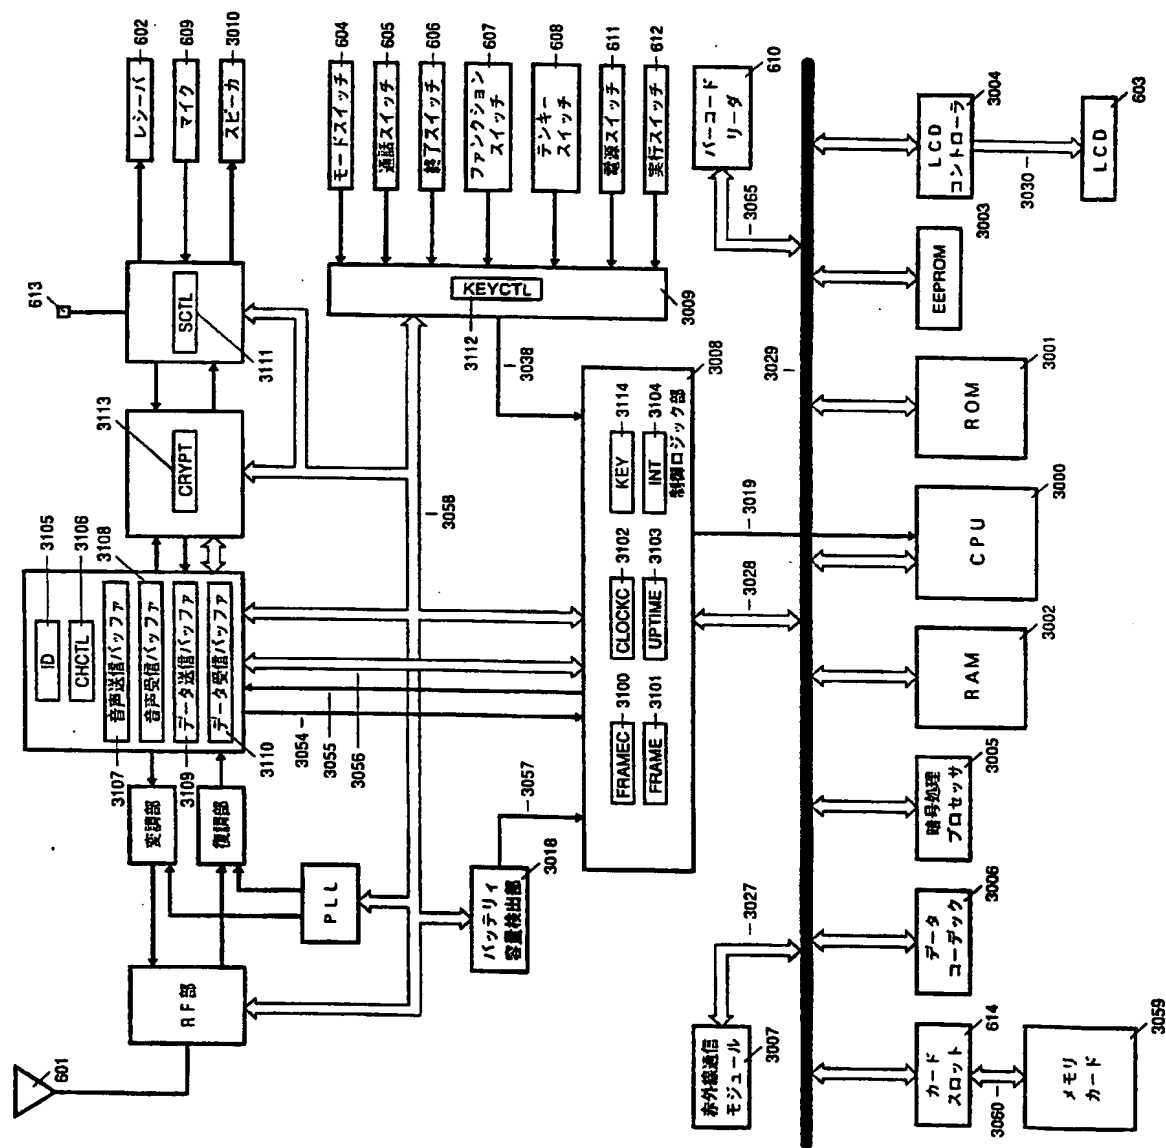 601
RF部
変調部
復調部
PLL
ID
3105
CHCTL
3106
音声送信バッファ
3107
音声受信バッファ
3108
データ送信バッファ
3109
データ受信バッファ
3110
CRYPT
3113
SCTL
3111
613
レシーバ
602
マイク
609
スピーカ
3010
モードスイッチ
604
通話スイッチ
605
終了スイッチ
606
ファンクション
スイッチ
607
テンキー
スイッチ
608
電源スイッチ
611
実行スイッチ
612
KEYCTL
3112
3009
3038
3058
3054
3055
3056
バッテリィ
容量検出部
3018
3057
FRAMEC
3100
FRAME
3101
CLOCKC
3102
UPTIME
3103
KEY
3114
INT
3104
制御ロジック部
3008
3019
3028
赤外線通信
モジュール
3007
3027
バーコード
リーダ
610
3065
3029
カード
スロット
614
3060
メモリ
カード
3059
データ
コーデック
3006
暗号処理
プロセッサ
3005
RAM
3002
CPU
3000
ROM
3001
EEPROM
3003
LCD
コントローラ
3004
3030
LCD
603